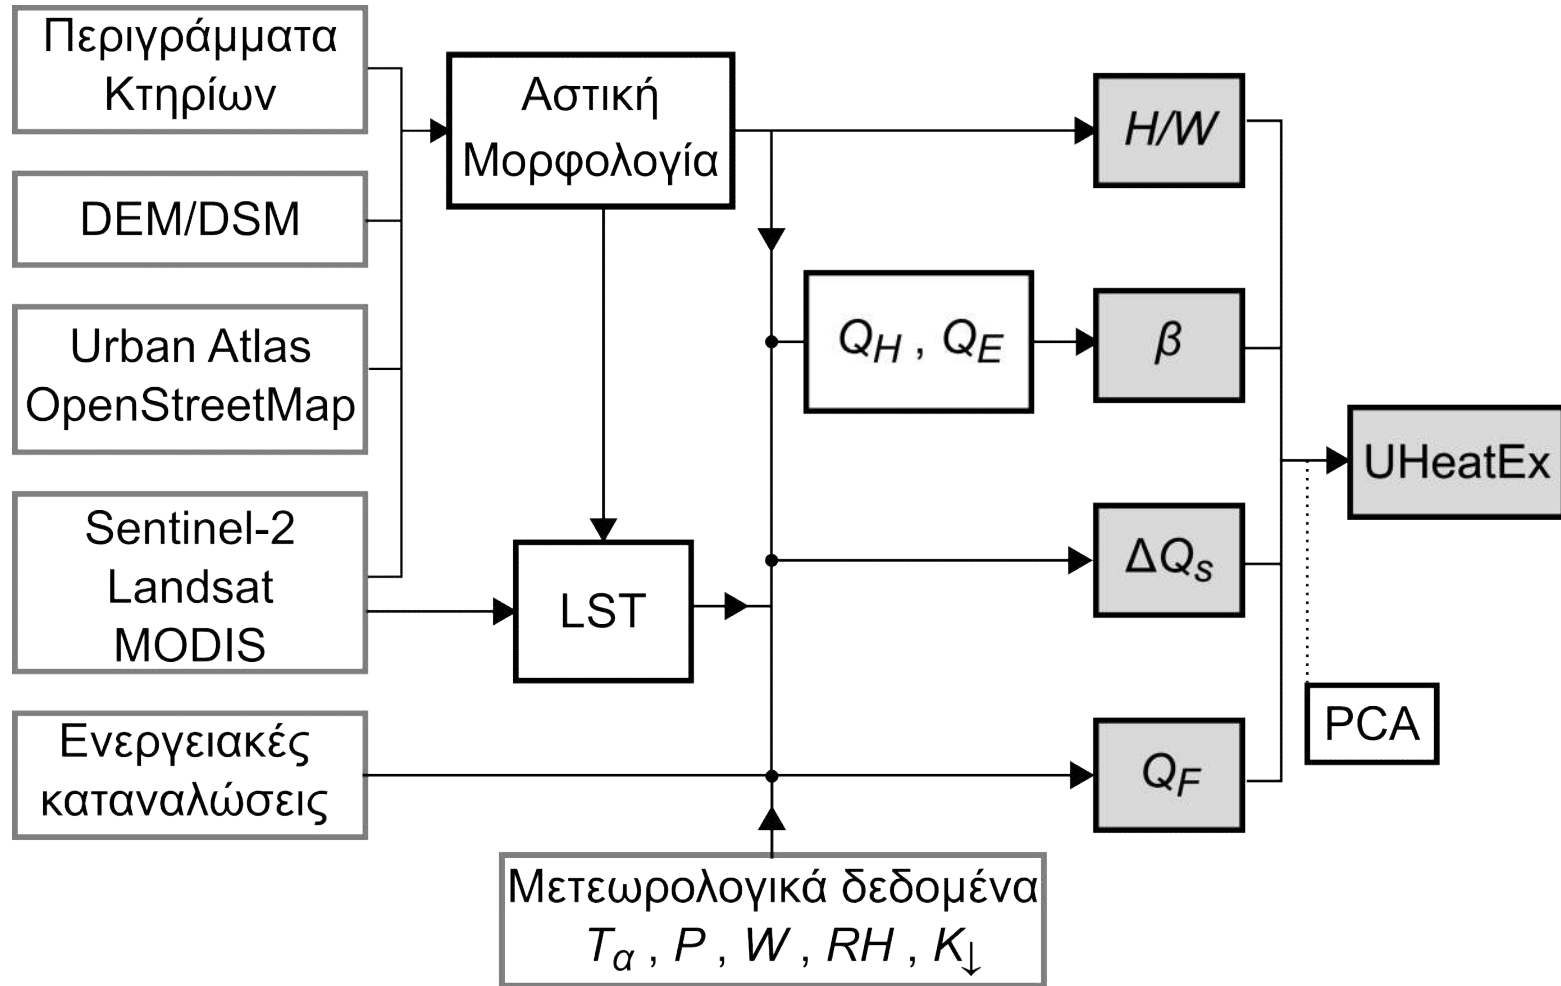 Περιγράμματα
Κτηρίων
DEM/DSM
Urban Atlas
OpenStreetMap
Sentinel-2
Landsat
MODIS
Ενεργειακές
καταναλώσεις
Αστική
Μορφολογία
LST
Μετεωρολογικά δεδομένα
Tα , P , W , RH , K↓
QH , QE
H/W
β
ΔQs
QF
PCA
UHeatEx